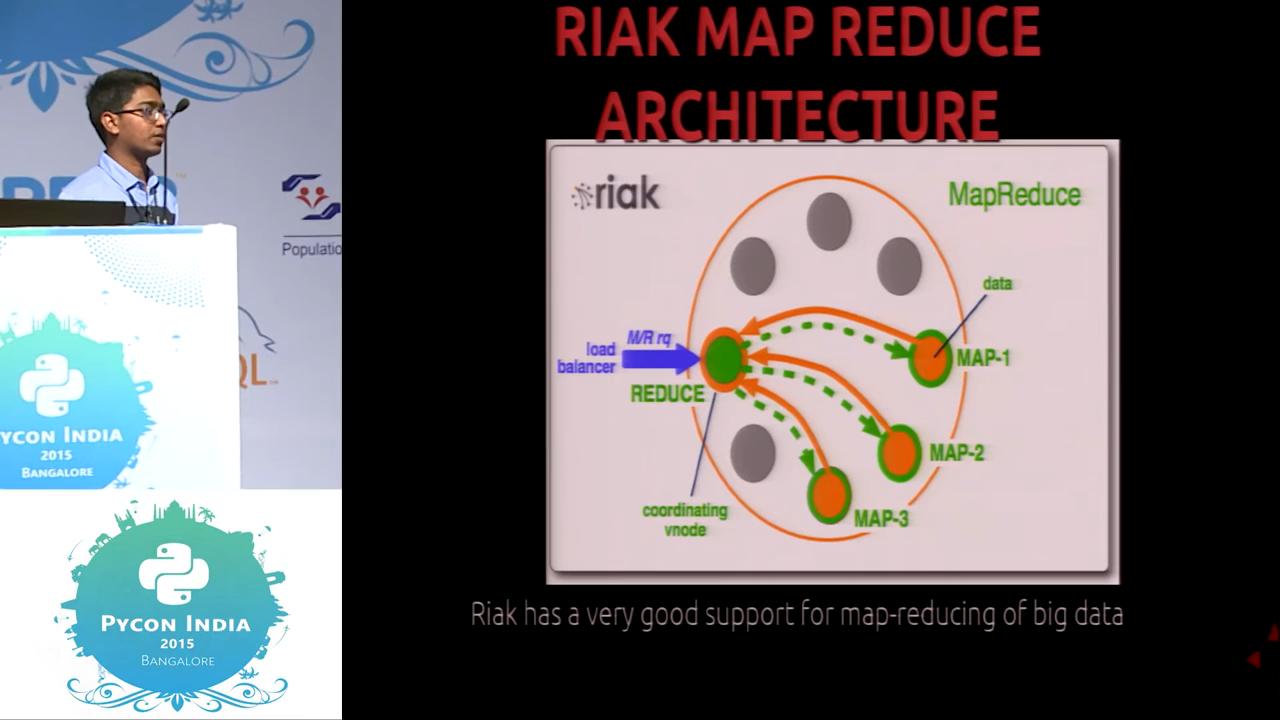 RIAK MAP REDUCE
ARCHITECTURE
riak
MapReduce
data
M/R rq
load
balancer
MAP-1
REDUCE
MAP-2
coordinating
vnode
MAP-3
Riak has a very good support for map-reducing of big data
Populatio
QL
YCON INDIA
2015
BANGALORE
PYCON INDIA
2015
BANGALORE